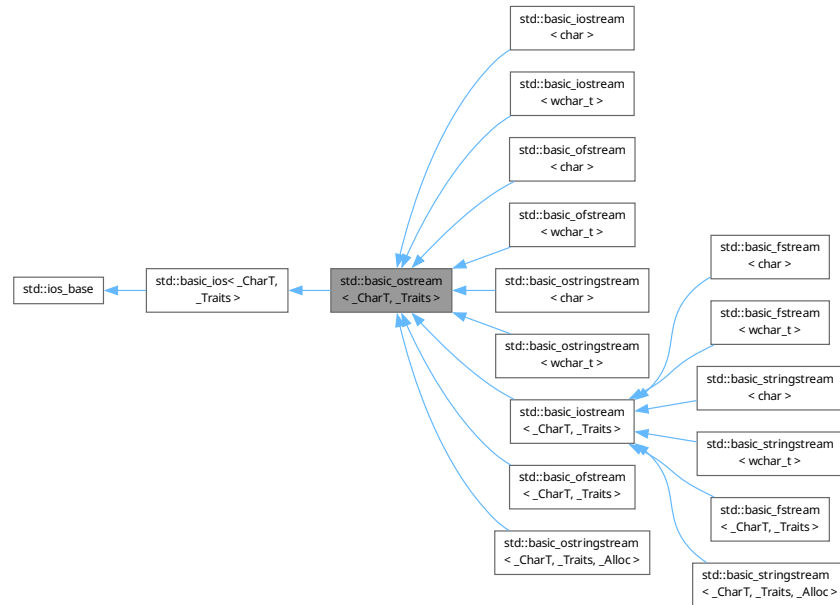 std::basic_iostream
< char >
std::basic_iostream
< wchar_t >
std::basic_ofstream
< char >
std::basic_ofstream
< wchar_t >
std::ios_base
std::basic_ios< _CharT,
_Traits >
std::basic_ostream
< _CharT, _Traits >
std::basic_ostringstream
< char >
std::basic_ostringstream
< wchar_t >
std::basic_iostream
< _CharT, _Traits >
std::basic_ofstream
< _CharT, _Traits >
std::basic_ostringstream
< _CharT, _Traits, _Alloc >
std::basic_fstream
< char >
std::basic_fstream
< wchar_t >
std::basic_stringstream
< char >
std::basic_stringstream
< wchar_t >
std::basic_fstream
< _CharT, _Traits >
std::basic_stringstream
< _CharT, _Traits, _Alloc >